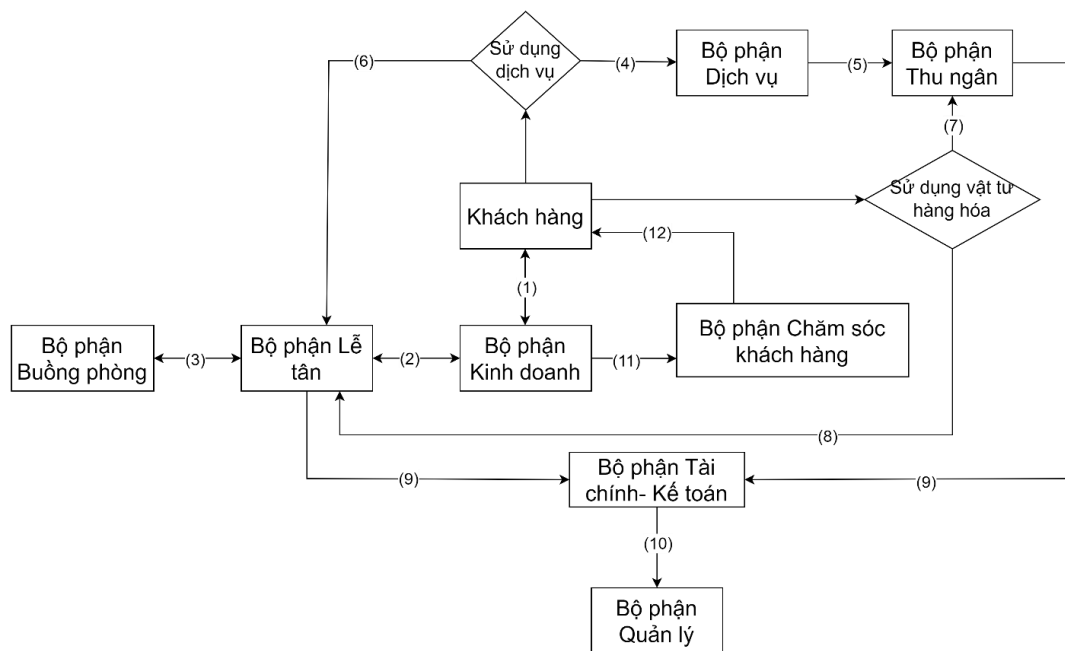 Sử dụng
dịch vụ
(6)
(4)
Bộ phận
Dịch vụ
(5)
Bộ phận
Thu ngân
(7)
Khách hàng
Sử dụng vật tư
hàng hóa
(12)
(1)
Bộ phận
Buồng phòng
(3)
Bộ phận Lễ
tân
(2)
Bộ phận
Kinh doanh
(11)
Bộ phận Chăm sóc
khách hàng
(8)
(9)
Bộ phận Tài
chính- Kế toán
(9)
(10)
Bộ phận
Quản lý